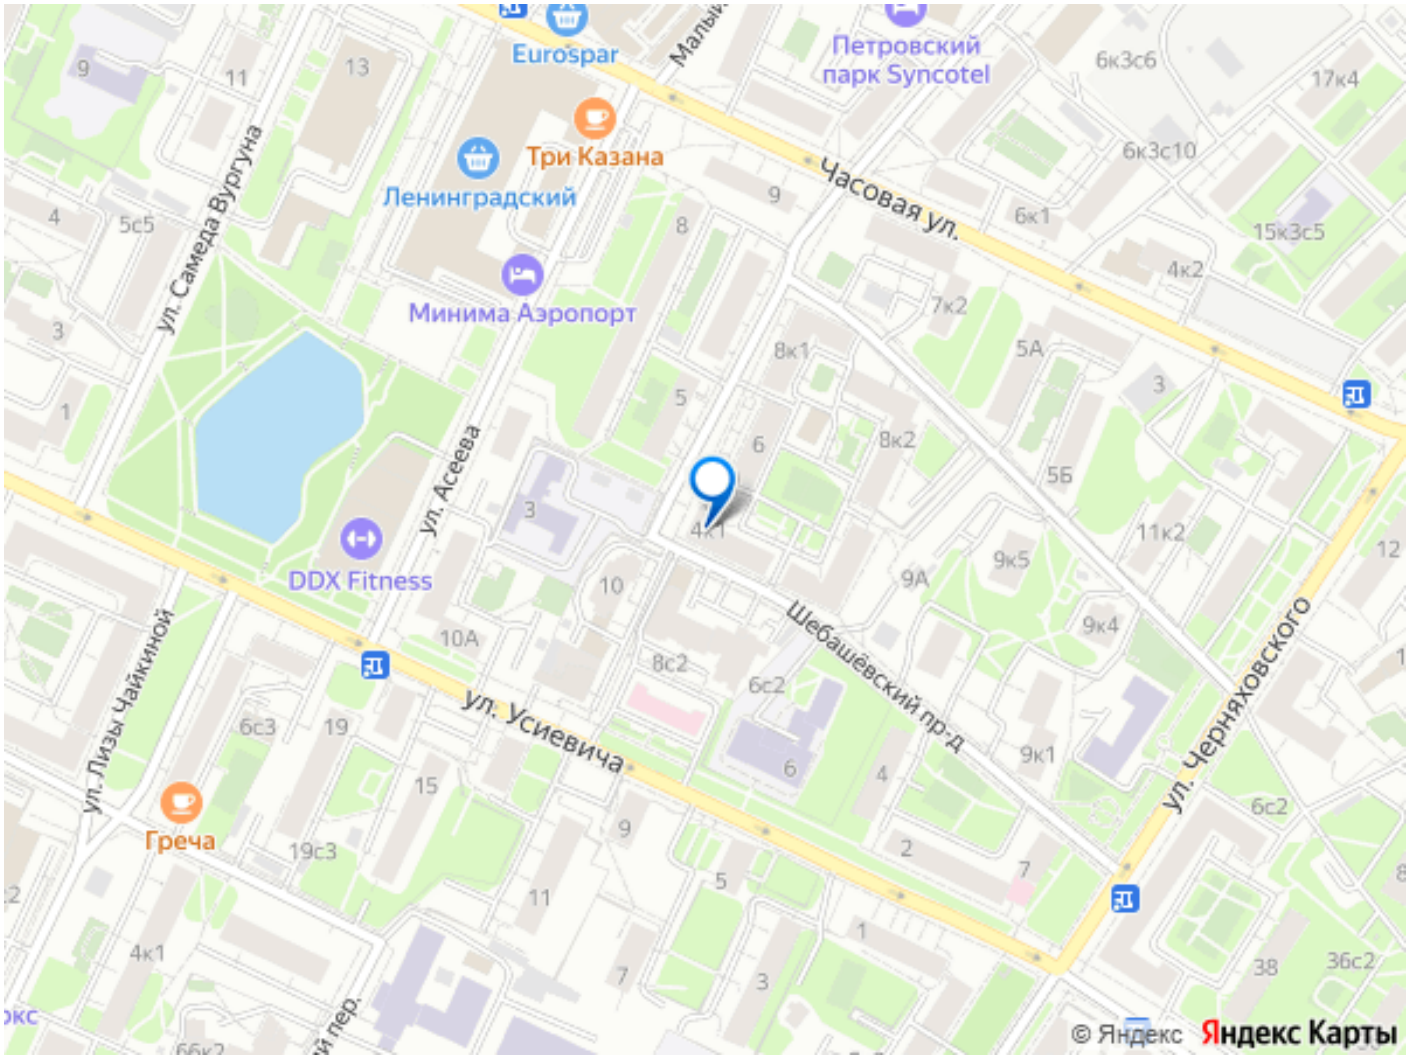 Eurospar
Малый
Петровский
парк Syncotel
6к3с6
17к4
9
11
13
Три Казана
6к3с10
Часовая ул.
Ленинградский
ул. Самеда Вургуна
4
5с5
8
9
6к1
15к3с5
4к2
Минима Аэропорт
7к2
3
8к1
5А
3
1
5
6
8к2
ул. Асеева
5Б
3
4к1
11к2
12
DDX Fitness
10
9А
9к5
10А
Шебашёвский пр-д
9к4
ул. Черняховского
8с2
6с2
ул. Лизы Чайкиной
6с3
19
ул. Усиевича
9к1
15
6
4
6с2
Греча
19с3
9
2
7
5
11
1
4к1
7
3
38
36с2
й пер.
66к2
© Яндекс Яндекс Карты